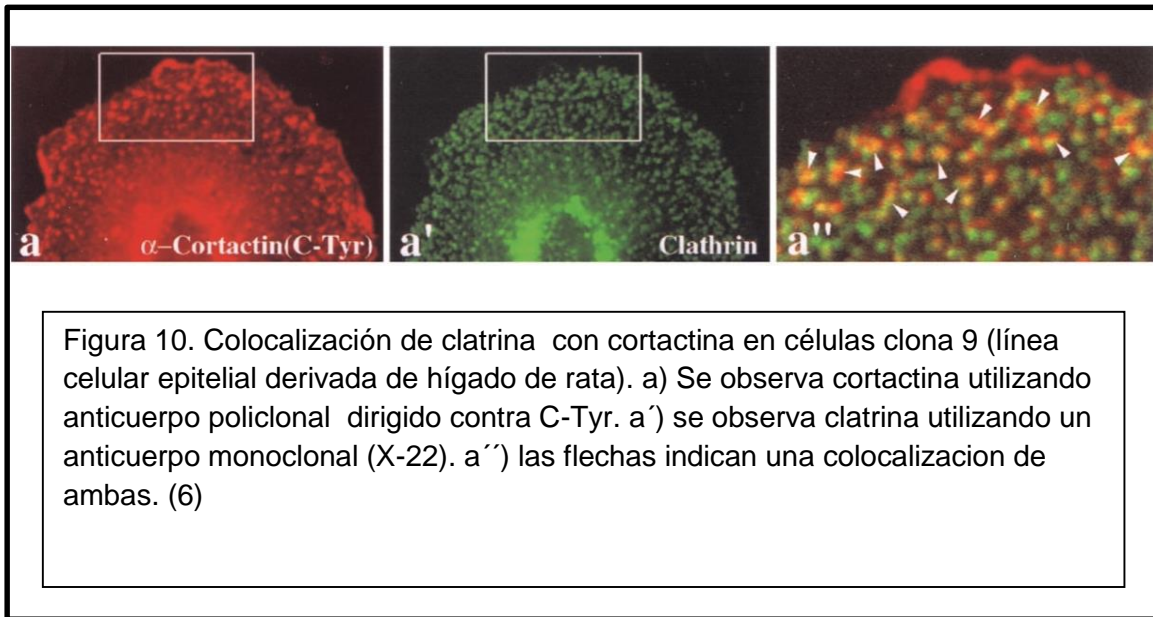 a α–Cortactin(C-Tyr) a' Clathrin a''
Figura 10. Colocalización de clatrina  con cortactina en células clona 9 (línea
celular epitelial derivada de hígado de rata). a) Se observa cortactina utilizando
anticuerpo policlonal  dirigido contra C-Tyr. a´) se observa clatrina utilizando un
anticuerpo monoclonal (X-22). a´´) las flechas indican una colocalizacion de
ambas. (6)